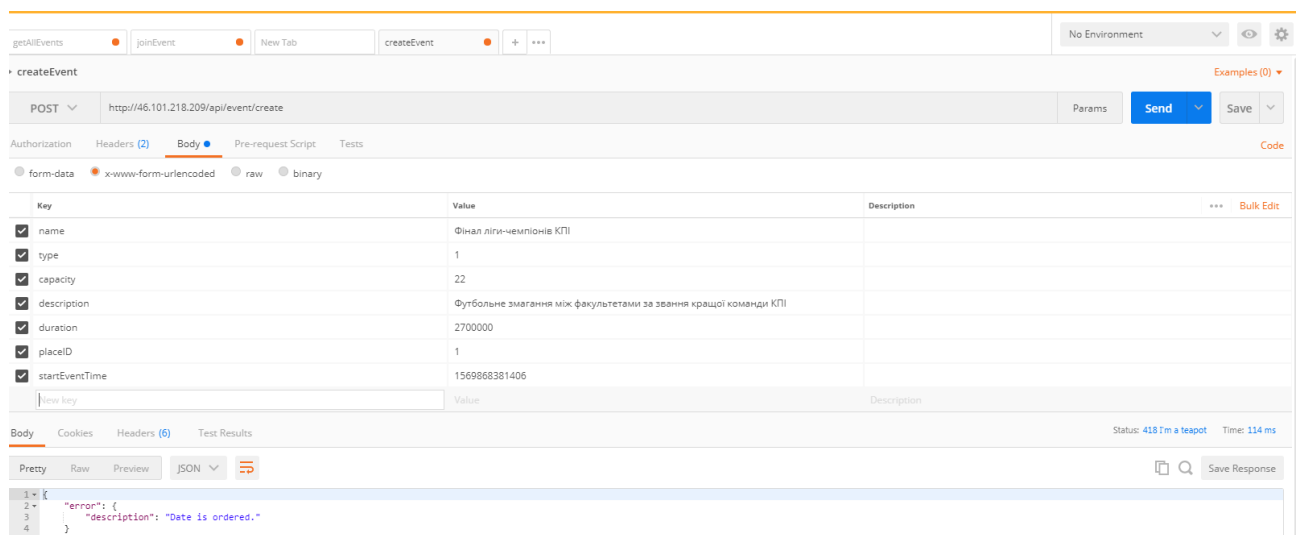 getAllEvents joinEvent New Tab createEvent + ••• No Environment
createEvent Examples (0)
POST http://46.101.218.209/api/event/create Params Send Save
Authorization Headers (2) Body Pre-request Script Tests Code
form-data x-www-form-urlencoded raw binary
Key Value Description ••• Bulk Edit
name Фінал ліги-чемпіонів КПІ
type 1
capacity 22
description Футбольне змагання між факультетами за звання кращої команди КПІ
duration 2700000
placeID 1
startEventTime 1569868381406
New key Value Description
Body Cookies Headers (6) Test Results Status: 418 I'm a teapot Time: 114 ms
Pretty Raw Preview JSON Save Response
1 {
2 "error": {
3 "description": "Date is ordered."
4 }